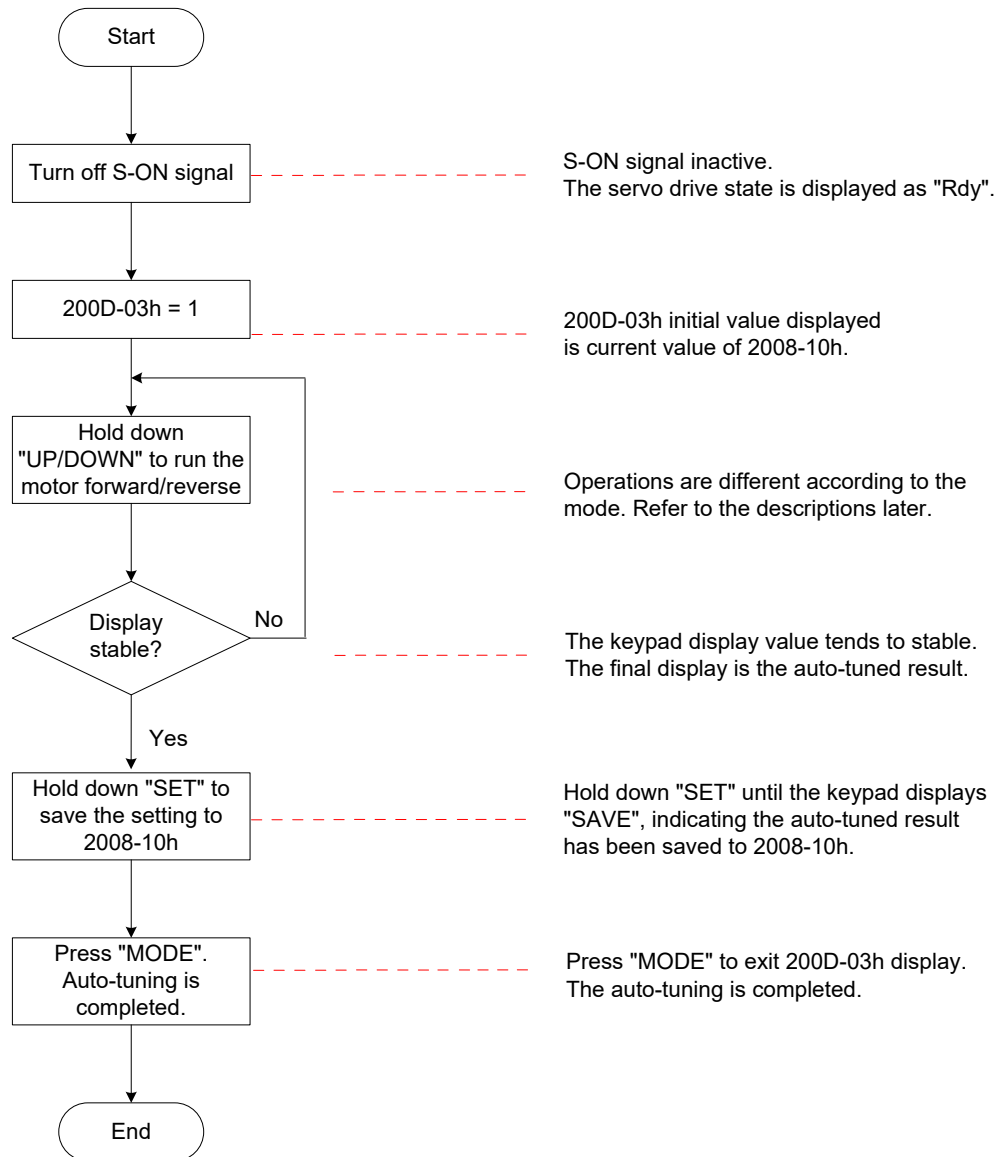 Start
Turn off S-ON signal
S-ON signal inactive.
The servo drive state is displayed as "Rdy".
200D-03h = 1
200D-03h initial value displayed
is current value of 2008-10h.
Hold down
"UP/DOWN" to run the
motor forward/reverse
Operations are different according to the
mode. Refer to the descriptions later.
Display
stable?
No
The keypad display value tends to stable.
The final display is the auto-tuned result.
Yes
Hold down "SET" to
save the setting to
2008-10h
Hold down "SET" until the keypad displays
"SAVE", indicating the auto-tuned result
has been saved to 2008-10h.
Press "MODE".
Auto-tuning is
completed.
Press "MODE" to exit 200D-03h display.
The auto-tuning is completed.
End